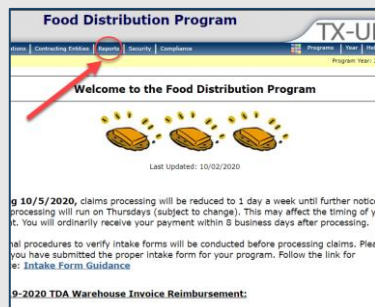 Food Distribution Program
TX-U
Contracting Entities | Reports | Security | Compliance
Programs | Year |
Program Year:
Welcome to the Food Distribution Program
Last Updated: 10/02/2020
g 10/5/2020, claims processing will be reduced to 1 day a week until further notice
processing will run on Thursdays (subject to change). This may affect the timing of y
t. You will ordinarily receive your payment within 8 business days after processing.
al procedures to verify intake forms will be conducted before processing claims. Plea
you have submitted the proper intake form for your program. Follow the link for
e: Intake Form Guidance
9-2020 TDA Warehouse Invoice Reimbursement: